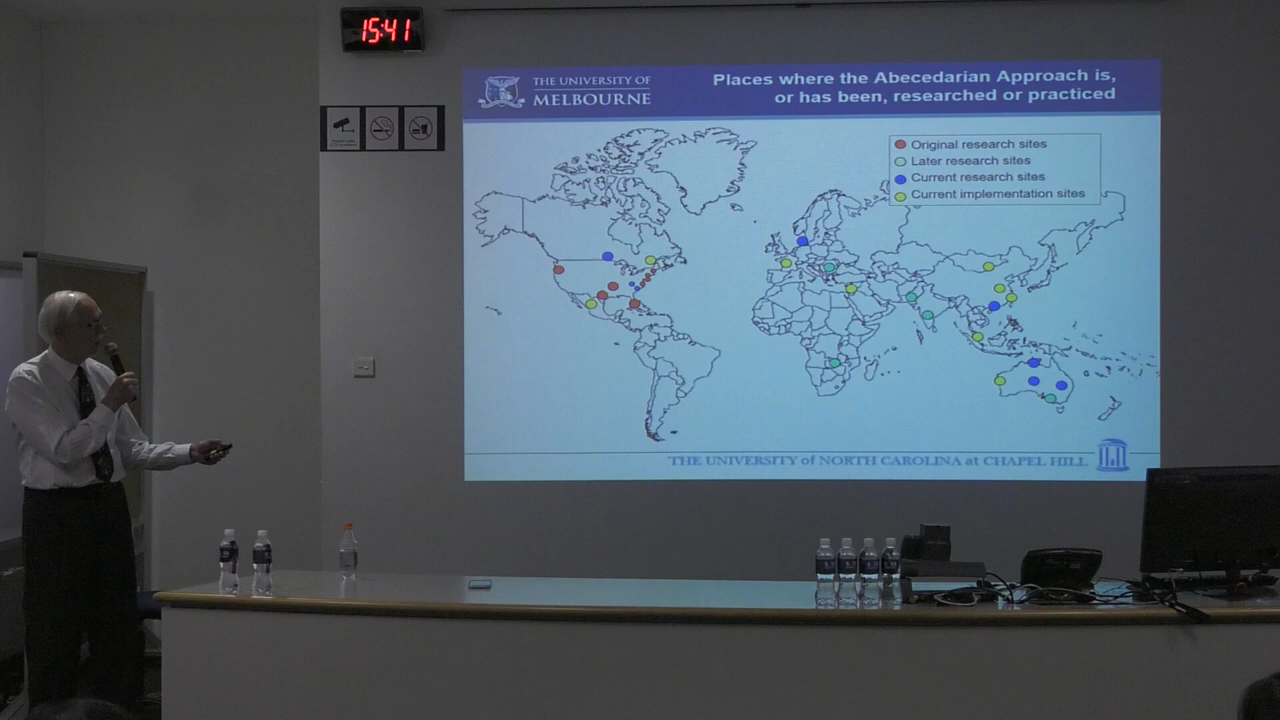 15:41
THE UNIVERSITY OF
MELBOURNE
Places where the Abecedarian Approach is,
or has been, researched or practiced
Original research sites
Later research sites
Current research sites
Current implementation sites
THE UNIVERSITY of NORTH CAROLINA at CHAPEL HILL